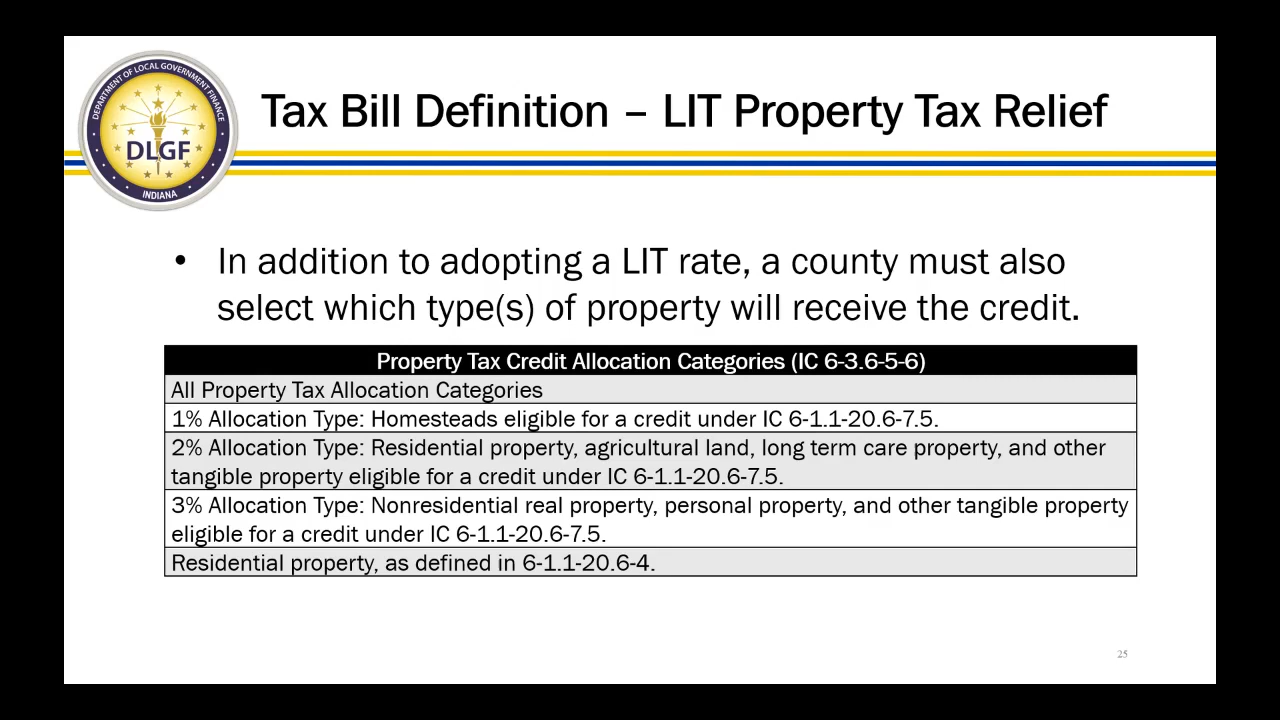 DEPARTMENT OF LOCAL GOVERNMENT FINANCE
DLGF
INDIANA
Tax Bill Definition – LIT Property Tax Relief
• In addition to adopting a LIT rate, a county must also
select which type(s) of property will receive the credit.
Property Tax Credit Allocation Categories (IC 6-3.6-5-6)
All Property Tax Allocation Categories
1% Allocation Type: Homesteads eligible for a credit under IC 6-1.1-20.6-7.5.
2% Allocation Type: Residential property, agricultural land, long term care property, and other
tangible property eligible for a credit under IC 6-1.1-20.6-7.5.
3% Allocation Type: Nonresidential real property, personal property, and other tangible property
eligible for a credit under IC 6-1.1-20.6-7.5.
Residential property, as defined in 6-1.1-20.6-4.
25